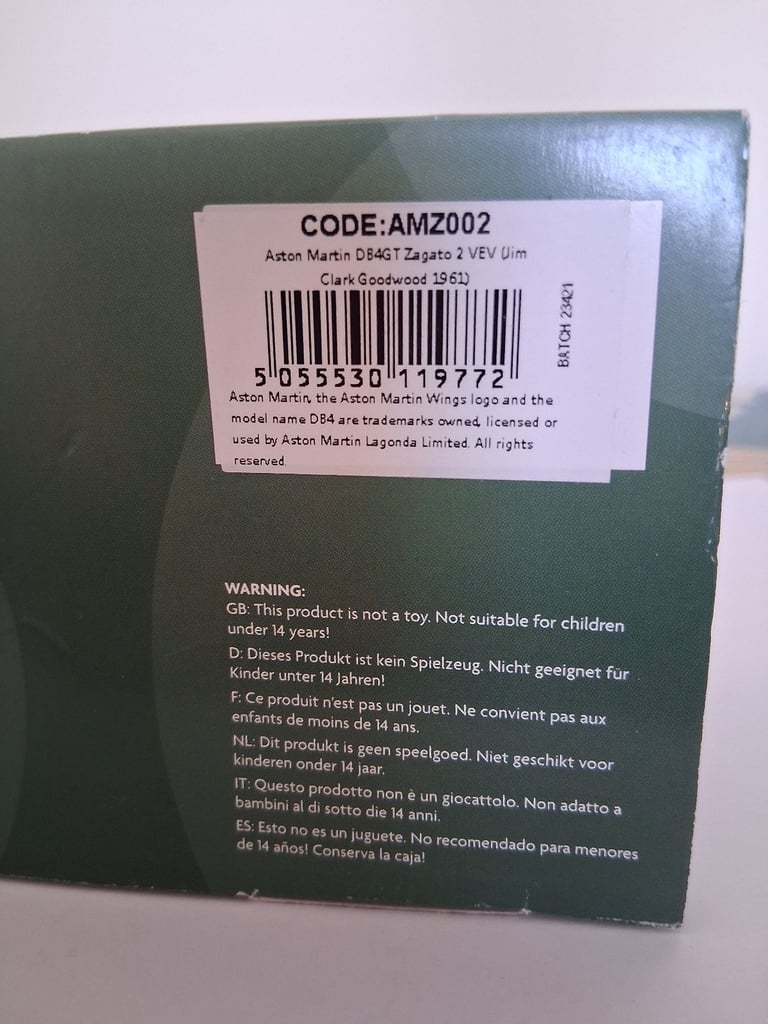 CODE:AMZ002
Aston Martin DB4GT Zagato 2 VEV (Jim
Clark Goodwood 1961)
BATCH 23421
5 055530 119772
Aston Martin, the Aston Martin Wings logo and the
model name DB4 are trademarks owned, licensed or
used by Aston Martin Lagonda Limited. All rights
reserved.
WARNING:
GB: This product is not a toy. Not suitable for children
under 14 years!
D: Dieses Produkt ist kein Spielzeug. Nicht geeignet für
Kinder unter 14 Jahren!
F: Ce produit n'est pas un jouet. Ne convient pas aux
enfants de moins de 14 ans.
NL: Dit produkt is geen speelgoed. Niet geschikt voor
kinderen onder 14 jaar.
IT: Questo prodotto non è un giocattolo. Non adatto a
bambini al di sotto die 14 anni.
ES: Esto no es un juguete. No recomendado para menores
de 14 años! Conserva la caja!